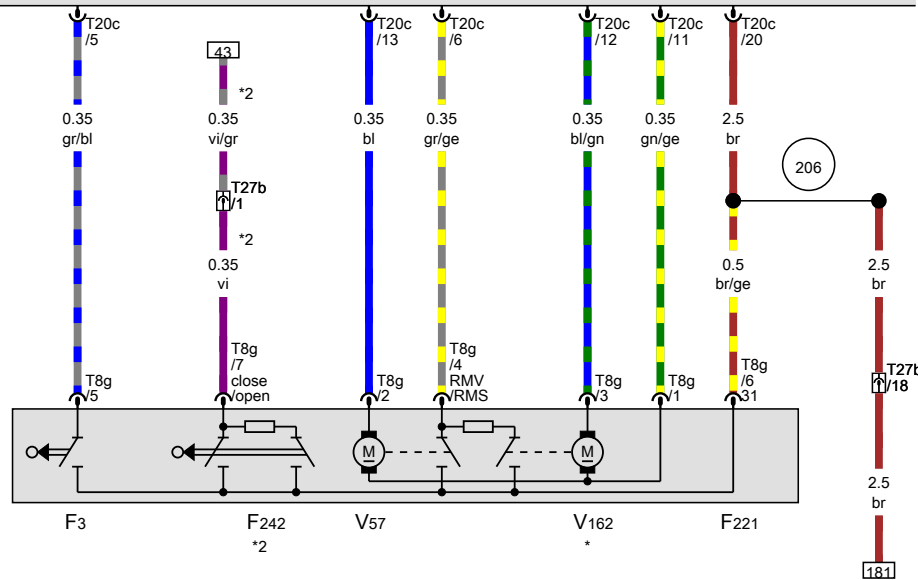 T20c
/5
43
*2
T20c
/13
T20c
/6
T20c
/12
T20c
/11
T20c
/20
0.35
gr/bl
0.35
vi/gr
0.35
bl
0.35
gr/ge
0.35
bl/gn
0.35
gn/ge
2.5
br
206
T27b
/1
*2
0.35
vi
0.5
br/ge
2.5
br
T8g
/5
T8g
/7
close
/open
T8g
/2
T8g
/4
RMV
/RMS
T8g
/3
T8g
/1
T8g
/6
31
T27b
/18
M
M
2.5
br
F3
F242
*2
V57
V162
*
F221
181